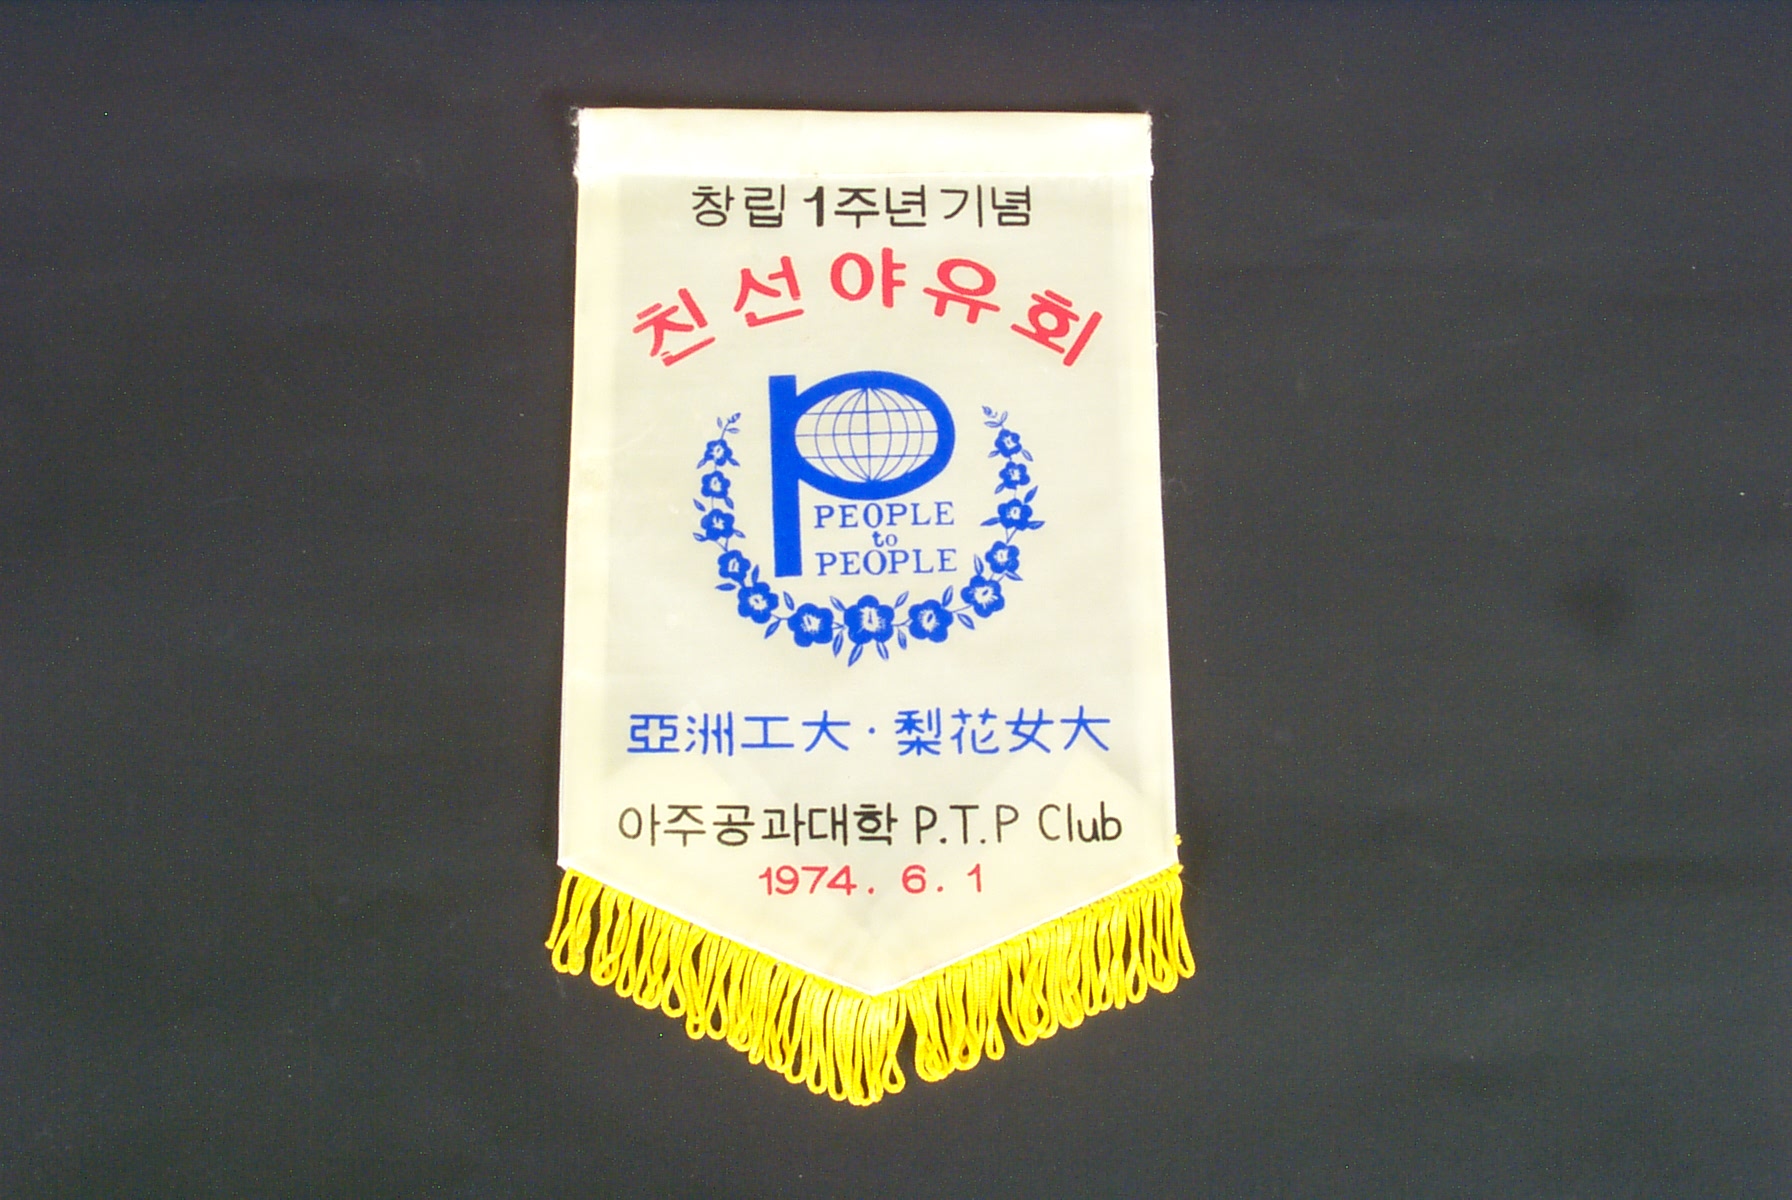 창립 1주년 기념
친선야유회
PEOPLE
to
PEOPLE
亞洲工大·梨花女大
아주공과대학 P.T.P Club
1974. 6. 1